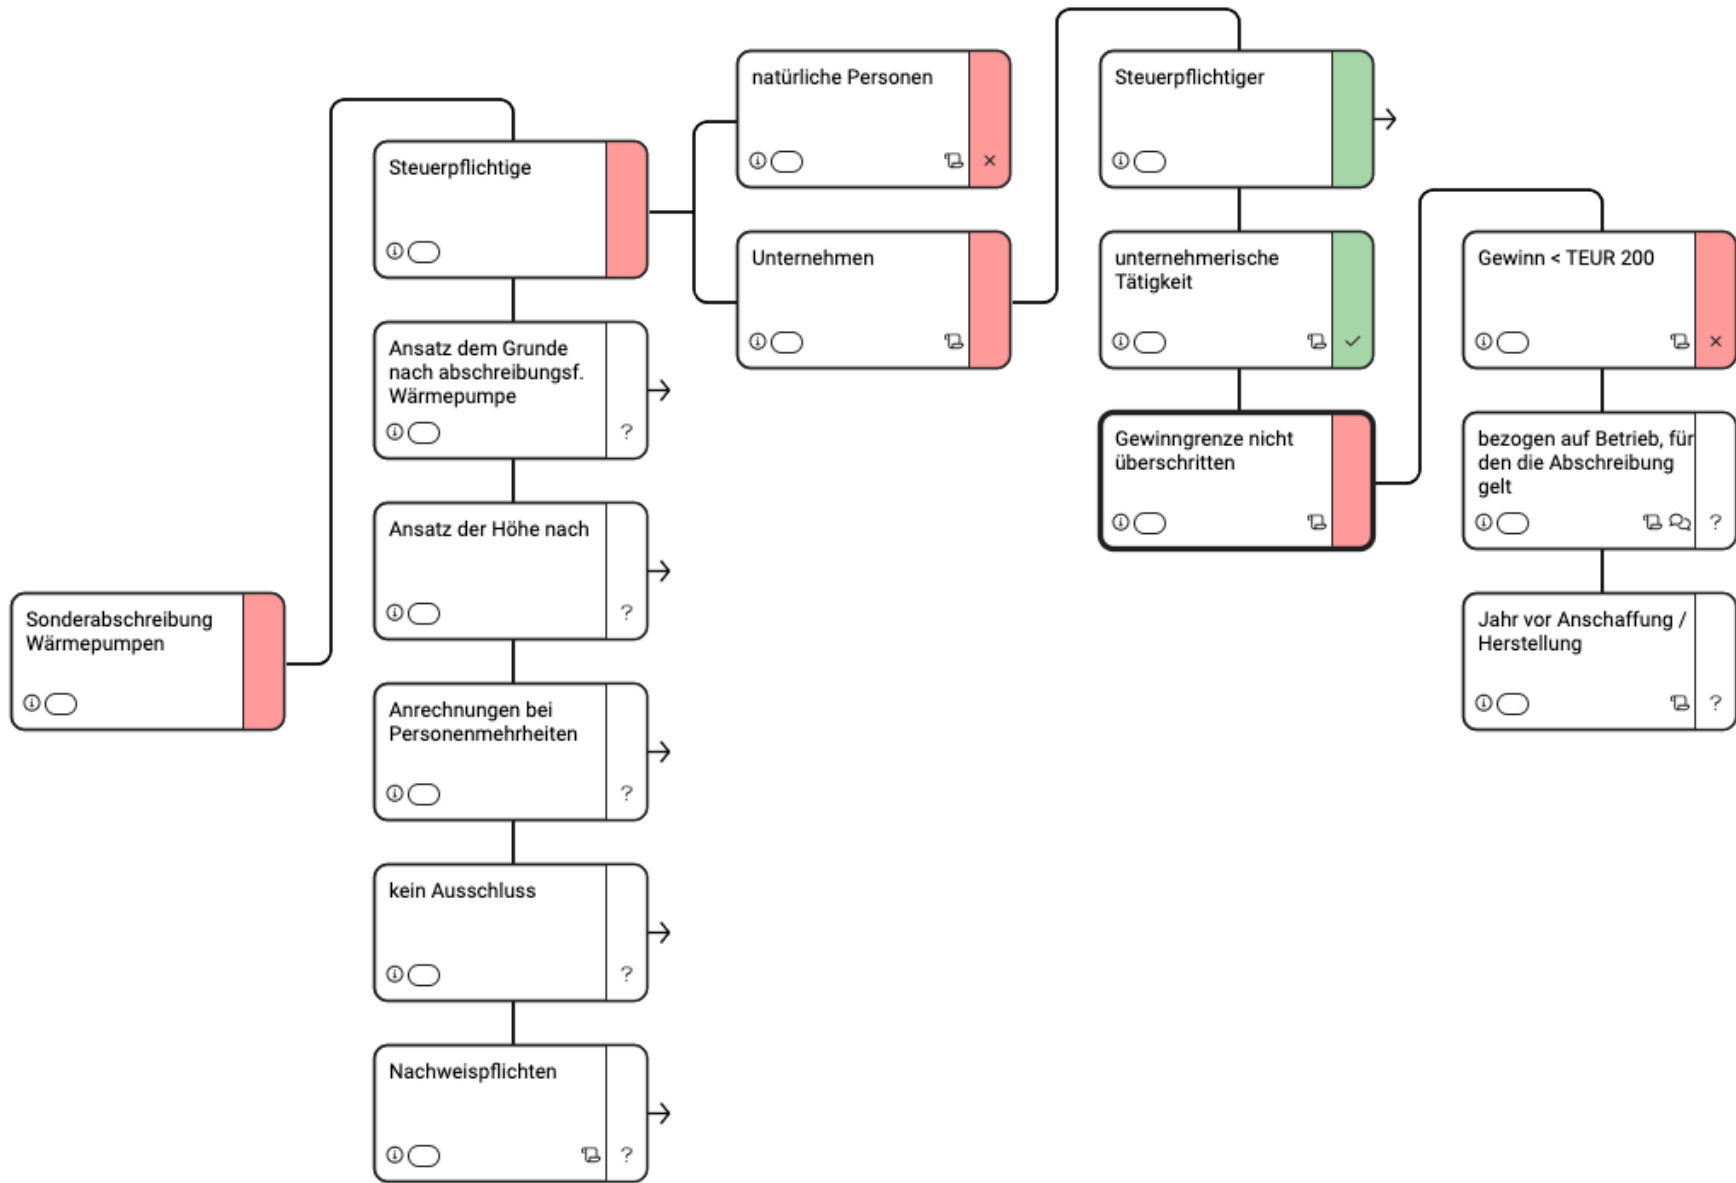 natürliche Personen
Steuerpflichtiger
Steuerpflichtige
Unternehmen
unternehmerische
Tätigkeit
Gewinn < TEUR 200
Ansatz dem Grunde
nach abschreibungsf.
Wärmepumpe
?
Gewinngrenze nicht
überschritten
bezogen auf Betrieb, für
den die Abschreibung
gelt
?
Ansatz der Höhe nach
?
Sonderabschreibung
Wärmepumpen
Jahr vor Anschaffung /
Herstellung
?
Anrechnungen bei
Personenmehrheiten
?
kein Ausschluss
?
Nachweispflichten
?